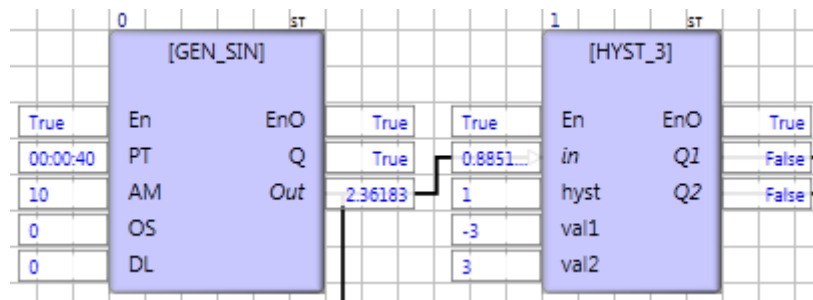 0 ST 1 ST
[GEN_SIN] [HYST_3]
True En EnO True True En EnO True
00:00:40 PT Q True 0.8851... in Q1 False
10 AM Out 2.36183 1 hyst Q2 False
0 OS -3 val1
0 DL 3 val2